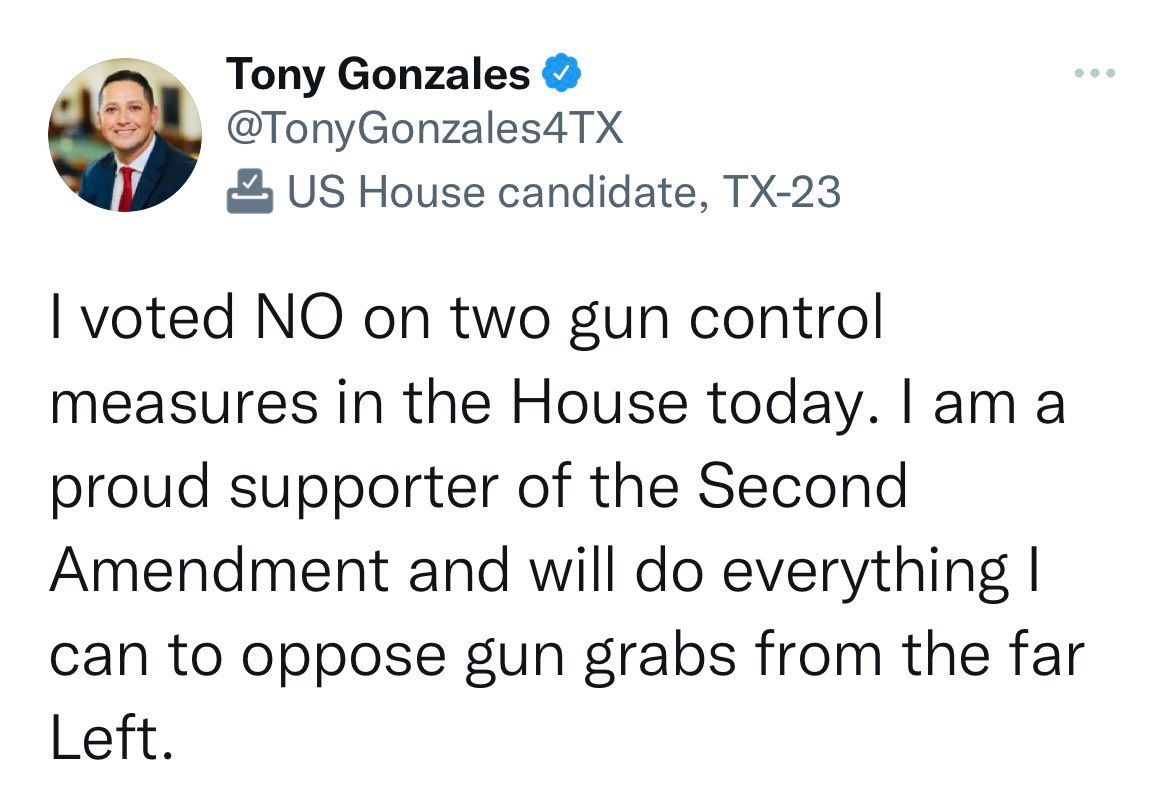 Tony Gonzales
@TonyGonzales4TX
US House candidate, TX-23
I voted NO on two gun control
measures in the House today. I am a
proud supporter of the Second
Amendment and will do everything I
can to oppose gun grabs from the far
Left.